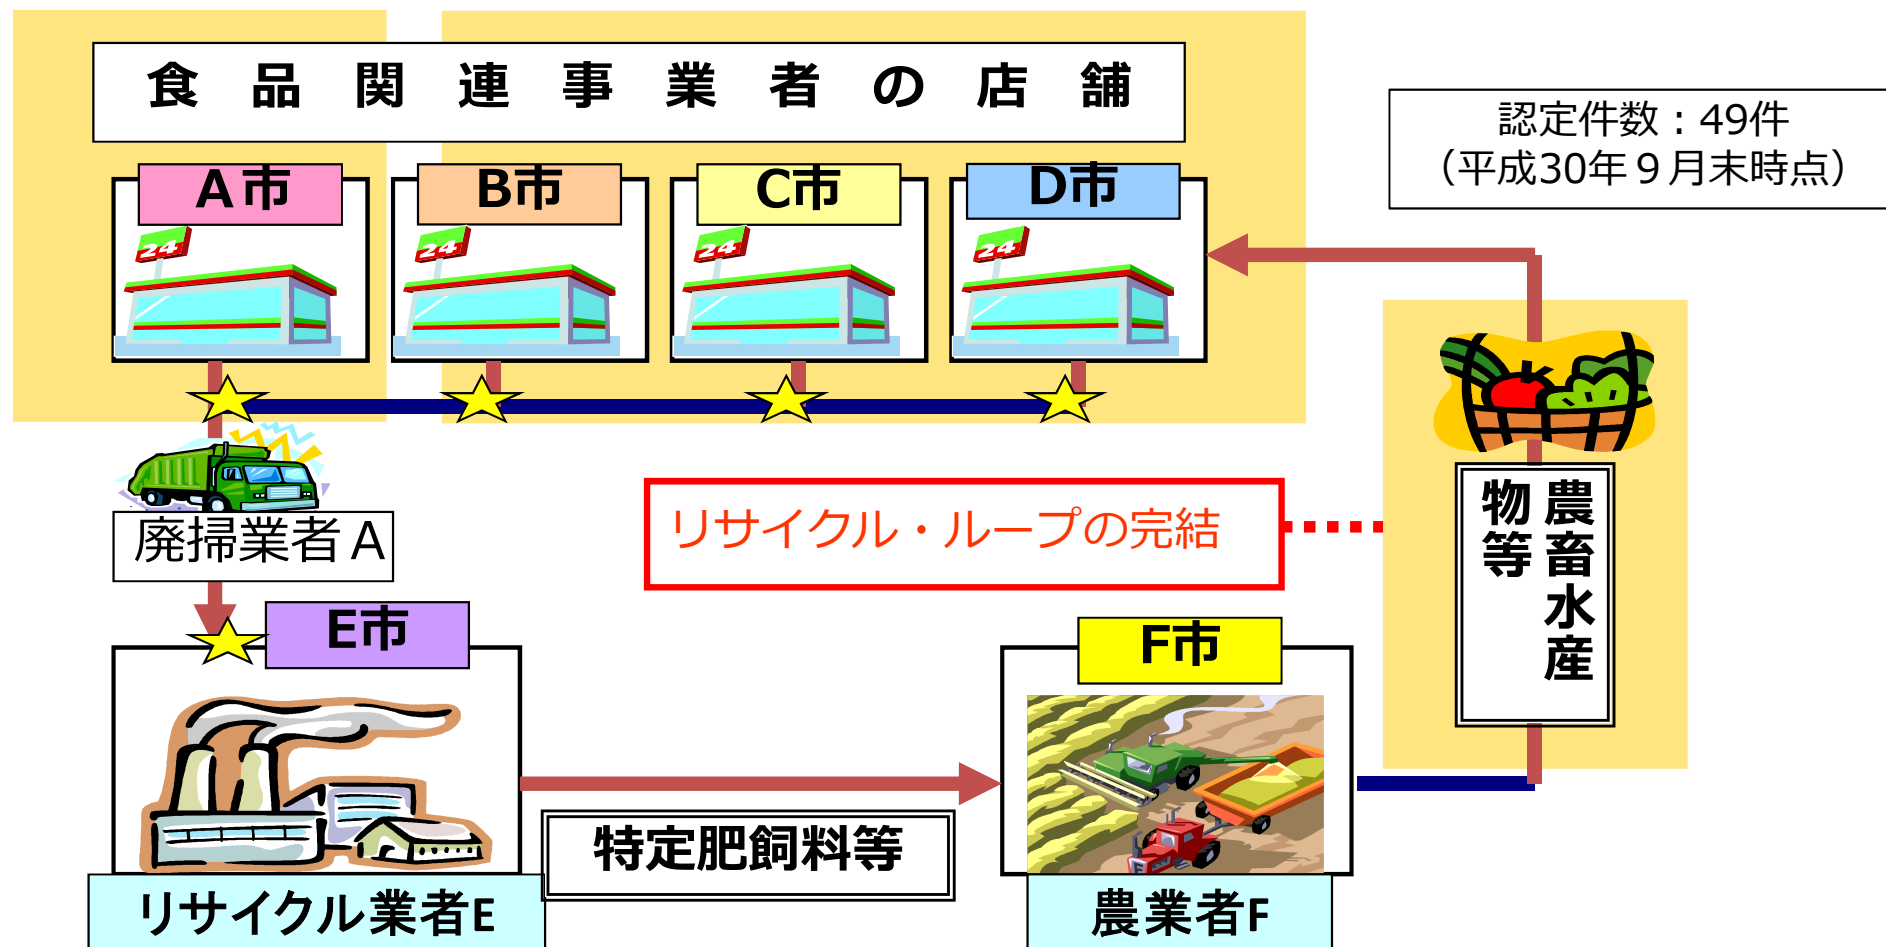 食品関連事業者の店舗
認定件数：49件
（平成30年９月末時点）
A市
B市
C市
D市
24
24
24
24
廃掃業者A
リサイクル・ループの完結
農畜水産
物等
E市
F市
特定肥飼料等
リサイクル業者E
農業者F